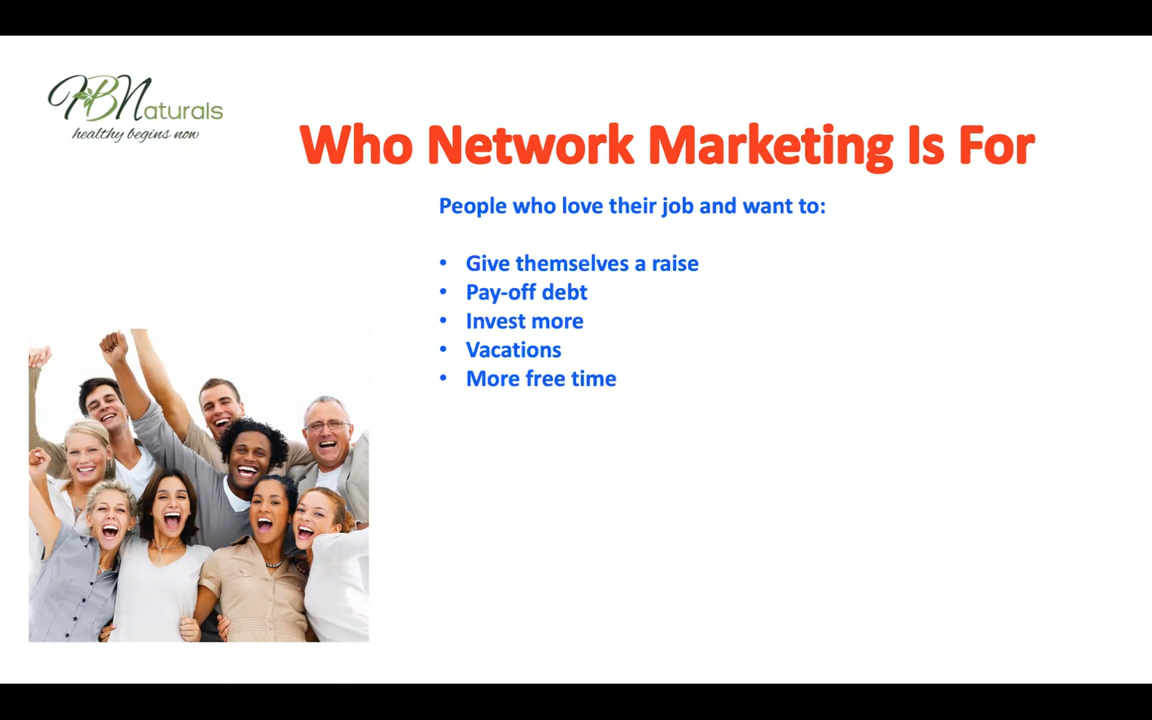 HBNaturals
healthy begins now
Who Network Marketing Is For
People who love their job and want to:
• Give themselves a raise
• Pay-off debt
• Invest more
• Vacations
• More free time